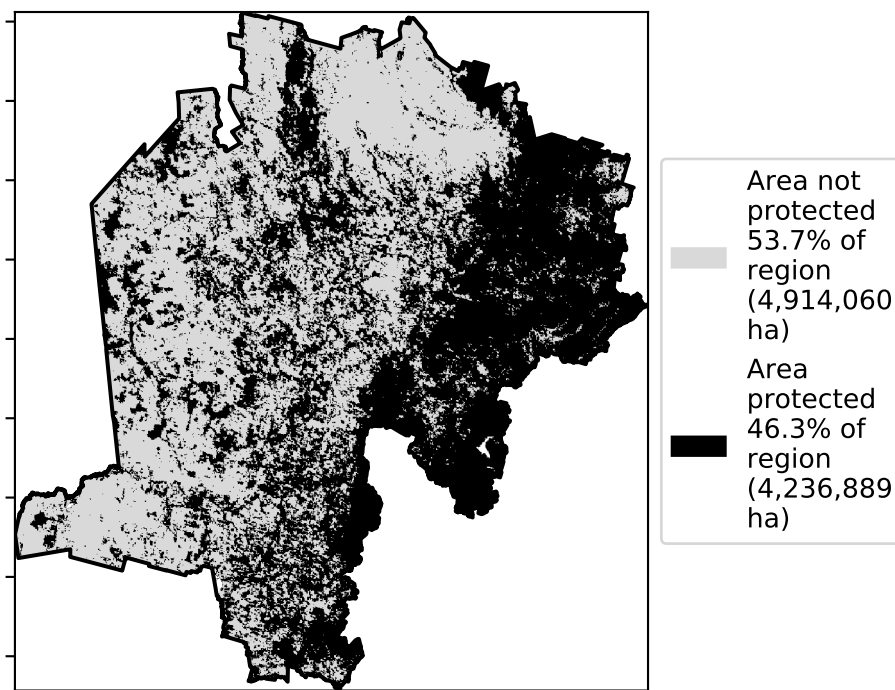 Area not
protected
53.7% of
region
(4,914,060
ha)
Area
protected
46.3% of
region
(4,236,889
ha)